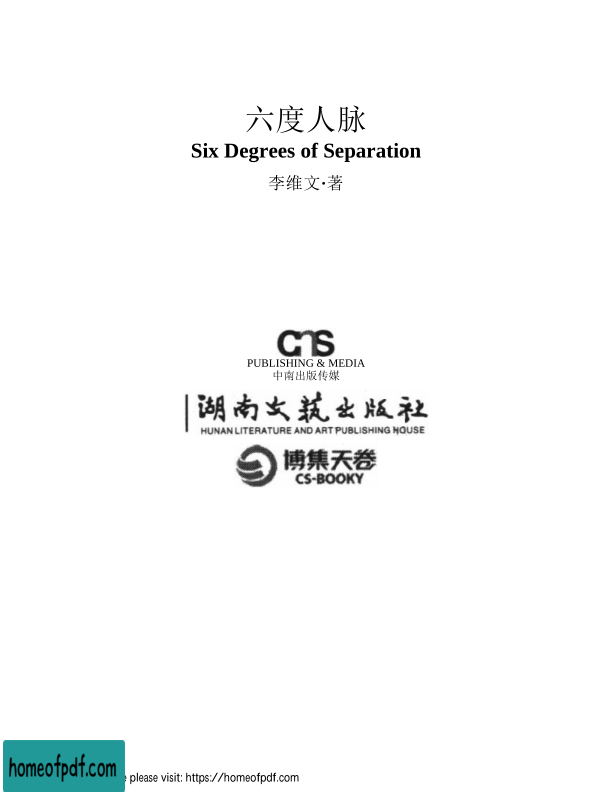 六度人脉
Six Degrees of Separation
李维文·著
CNS
PUBLISHING & MEDIA
中南出版传媒
湖南文艺出版社
HUNAN LITERATURE AND ART PUBLISHING HOUSE
博集天卷
CS-BOOKY
homeofpdf.com
e please visit: https://homeofpdf.com